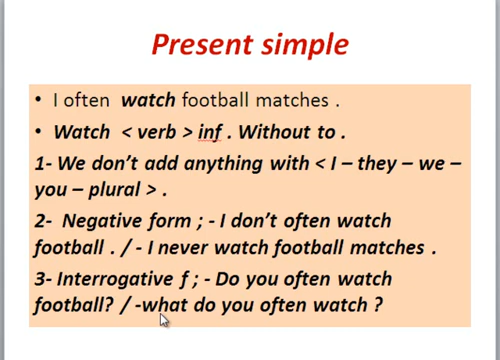 Present simple
• I often watch football matches .
• Watch < verb > inf . Without to .
1- We don't add anything with < I – they – we –
you – plural > .
2- Negative form ; - I don't often watch
football . / - I never watch football matches .
3- Interrogative f ; - Do you often watch
football? / -what do you often watch ?